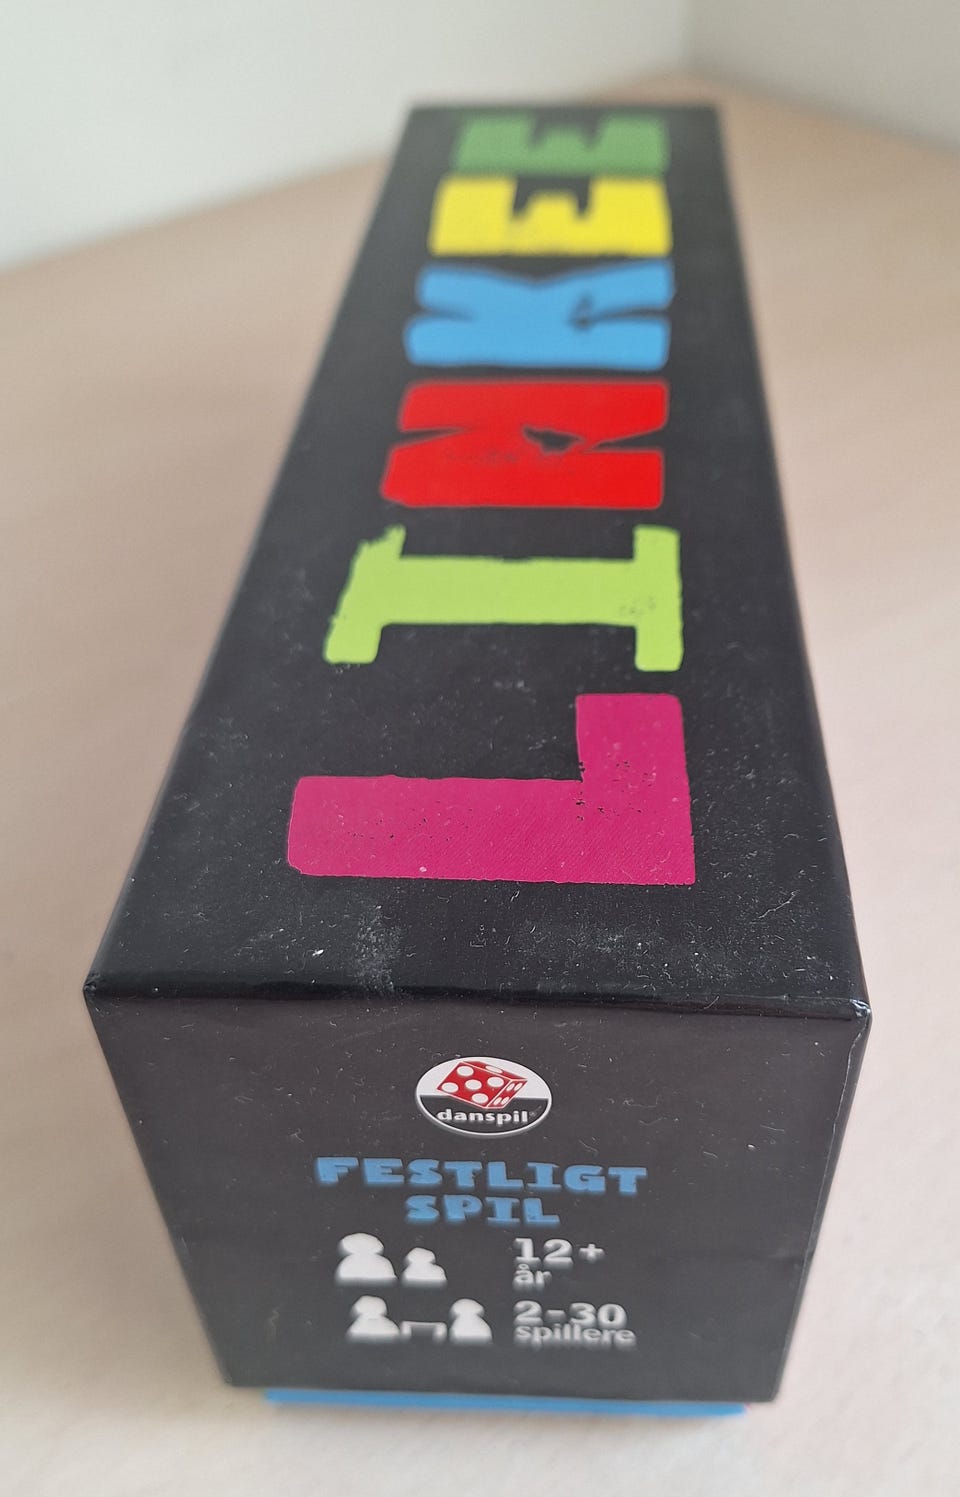 LINKEE
danspil®
FESTLIGT
SPIL
12+
år
2-30
spillere